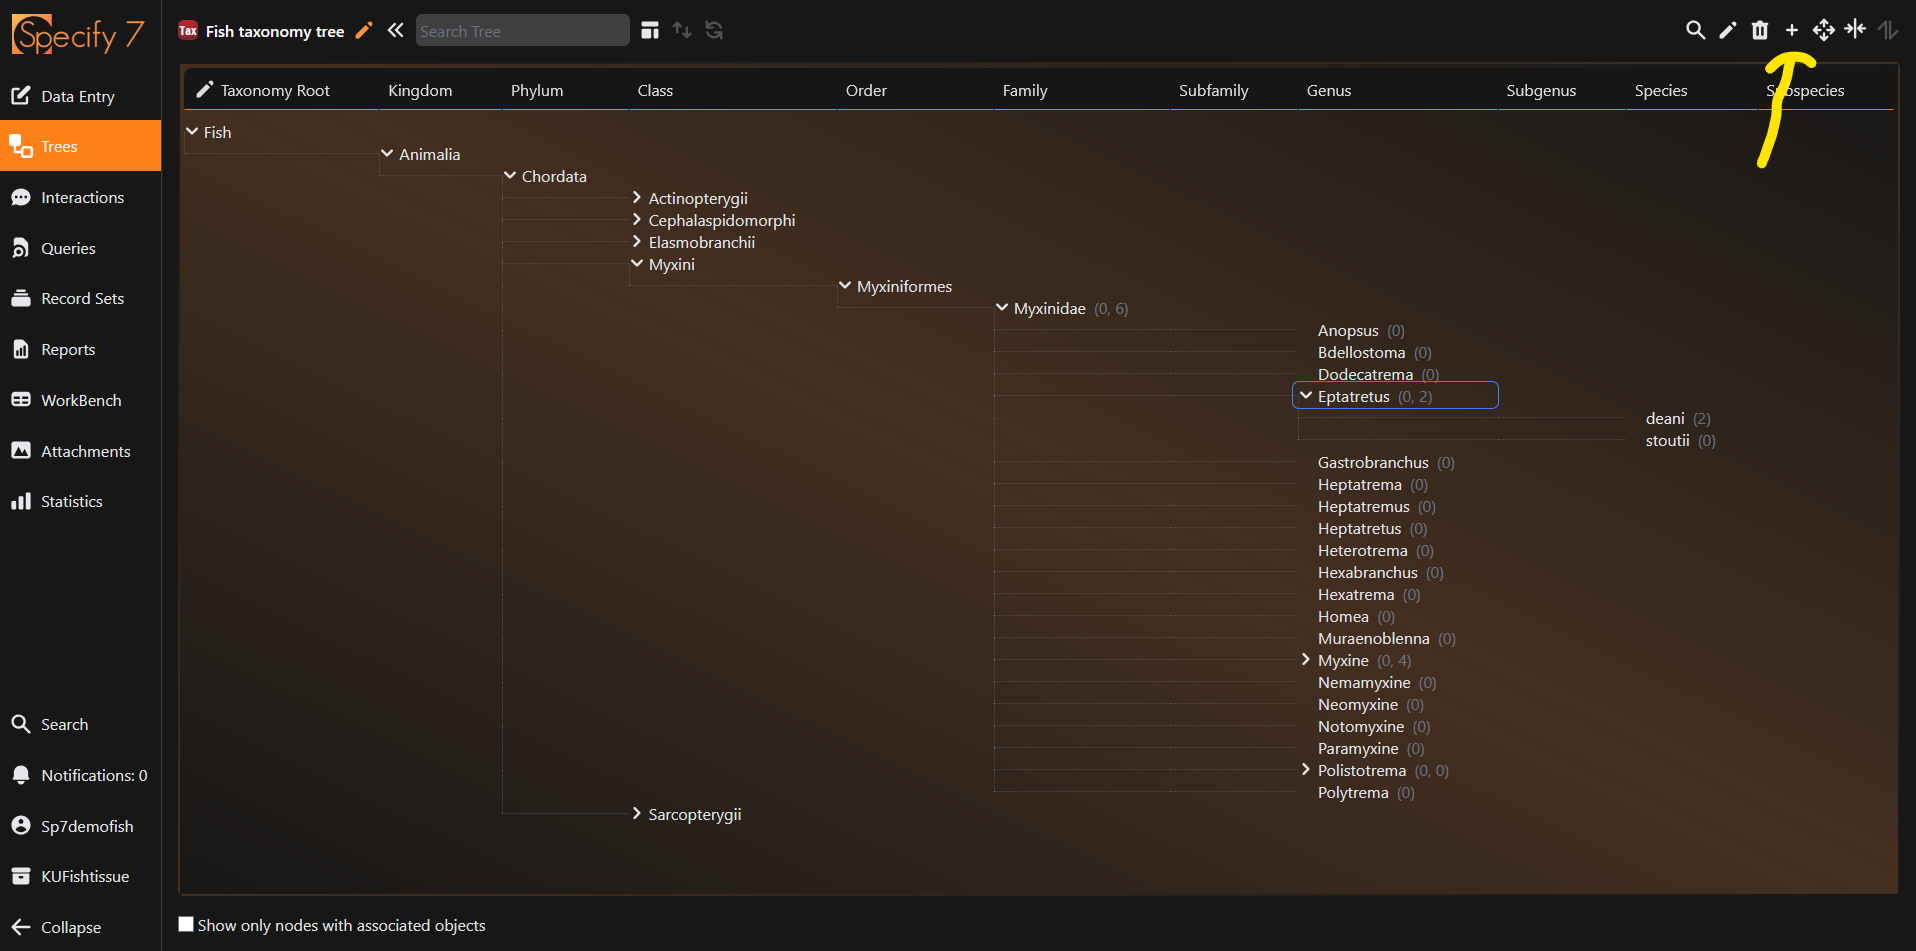 Specify 7
Data Entry
Trees
Interactions
Queries
Record Sets
Reports
WorkBench
Attachments
Statistics
Search
Notifications: 0
Sp7demofish
KUFishtissue
Collapse
Tax Fish taxonomy tree Search Tree
Taxonomy Root Kingdom Phylum Class Order Family Subfamily Genus Subgenus Species Subspecies
Fish
Animalia
Chordata
Actinopterygii
Cephalaspidomorphi
Elasmobranchii
Myxini
Myxiniformes
Myxinidae (0, 6)
Anopsus (0)
Bdellostoma (0)
Dodecatrema (0)
Eptatretus (0, 2)
deani (2)
stoutii (0)
Gastrobranchus (0)
Heptatrema (0)
Heptatremus (0)
Heptatretus (0)
Heterotrema (0)
Hexabranchus (0)
Hexatrema (0)
Homea (0)
Muraenoblenna (0)
Myxine (0, 4)
Nemamyxine (0)
Neomyxine (0)
Notomyxine (0)
Paramyxine (0)
Polistotrema (0, 0)
Polytrema (0)
Sarcopterygii
Show only nodes with associated objects